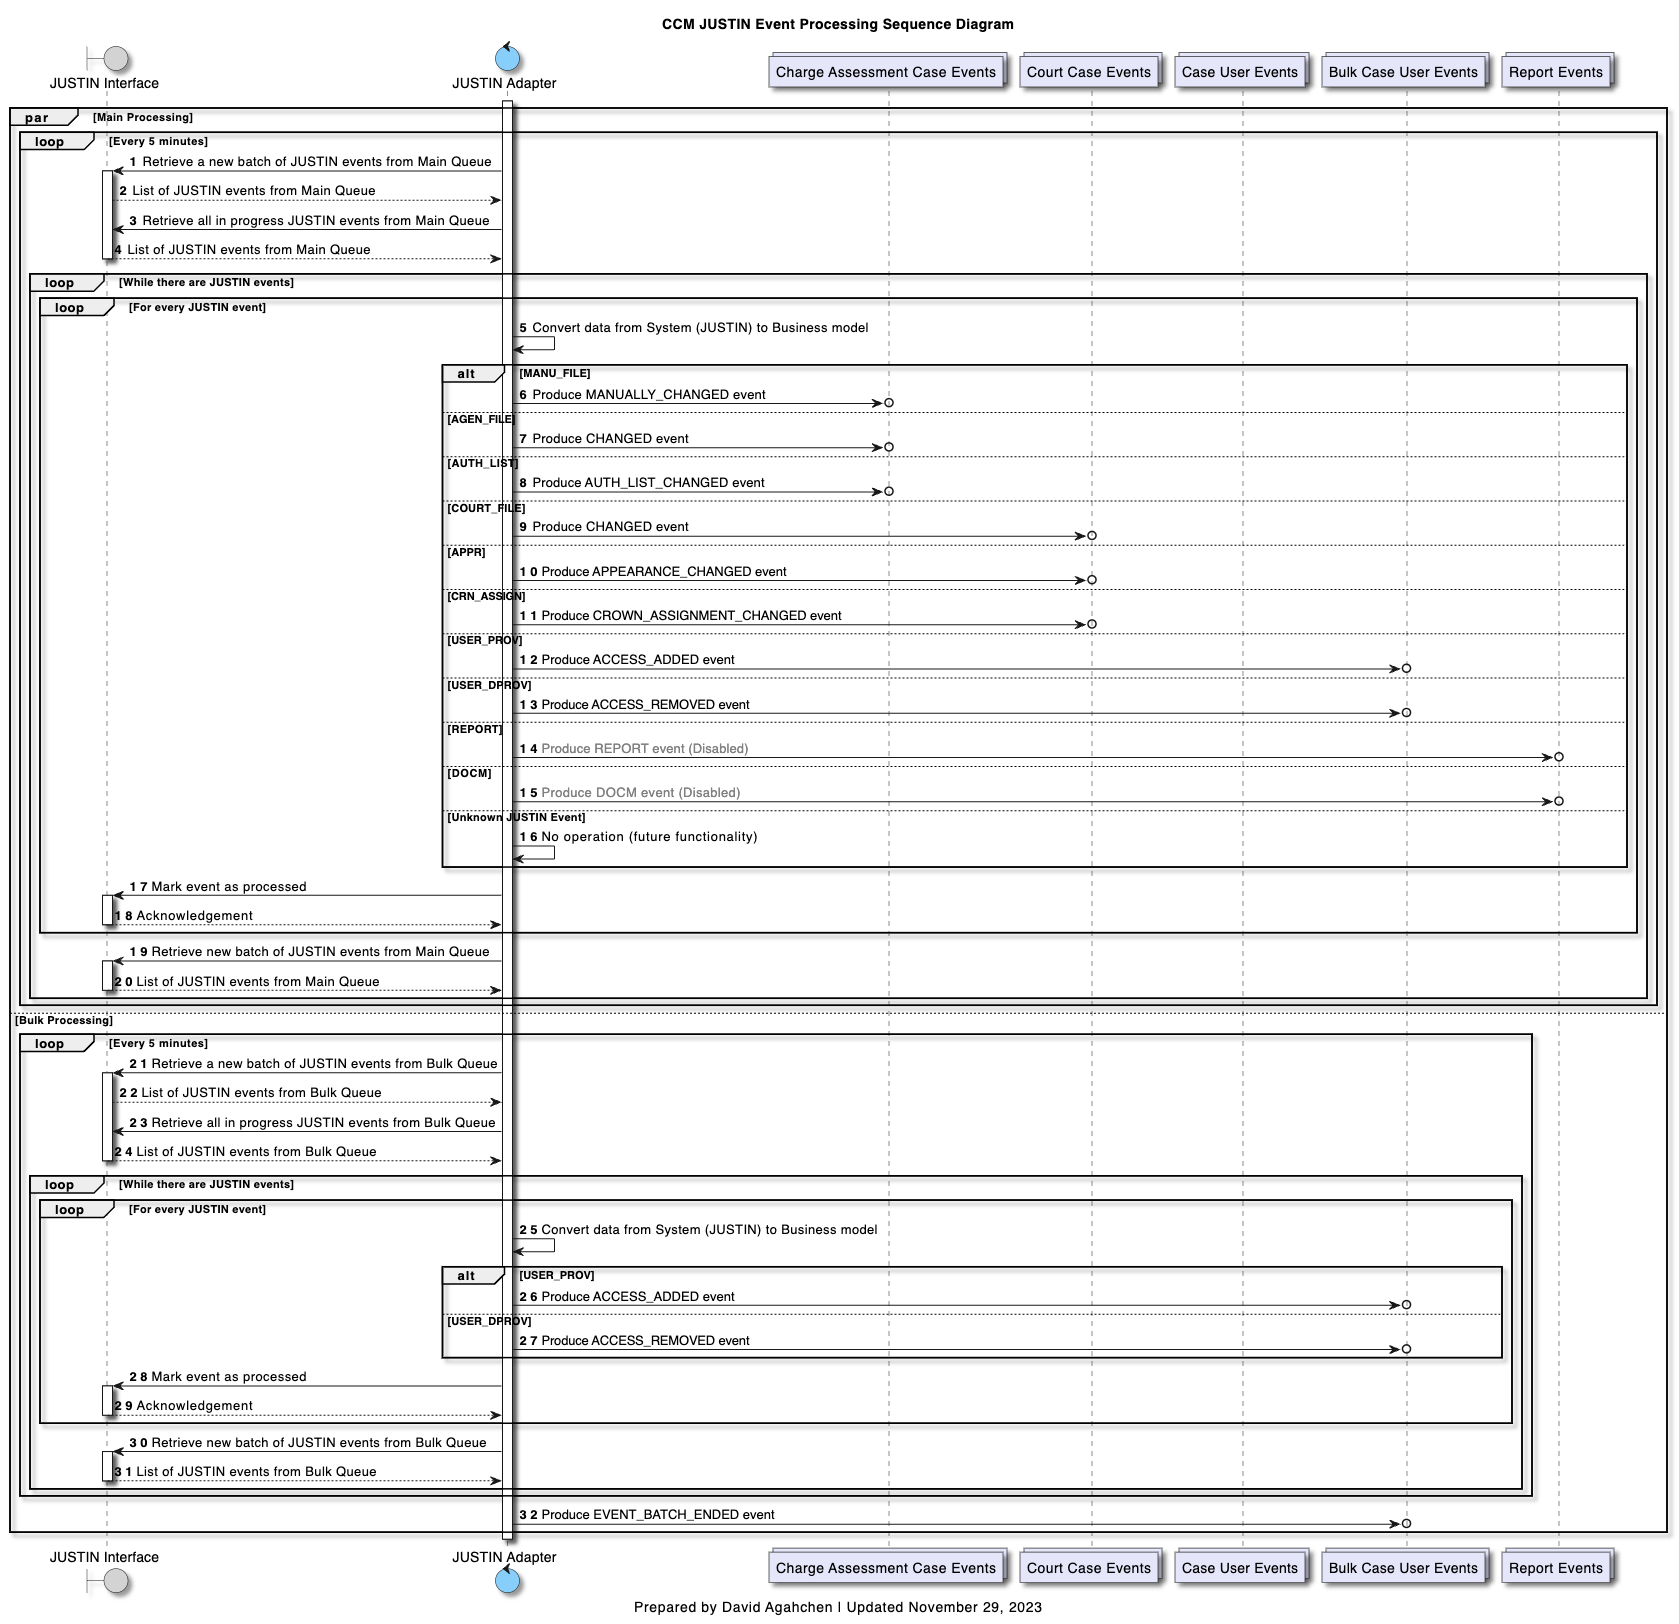 CCM JUSTIN Event Processing Sequence Diagram
JUSTIN Interface
JUSTIN Adapter
Charge Assessment Case Events
Court Case Events
Case User Events
Bulk Case User Events
Report Events
par [Main Processing]
loop [Every 5 minutes]
1 Retrieve a new batch of JUSTIN events from Main Queue
2 List of JUSTIN events from Main Queue
3 Retrieve all in progress JUSTIN events from Main Queue
4 List of JUSTIN events from Main Queue
loop [While there are JUSTIN events]
loop [For every JUSTIN event]
5 Convert data from System (JUSTIN) to Business model
alt [MANU_FILE]
6 Produce MANUALLY_CHANGED event
[AGEN_FILE]
7 Produce CHANGED event
[AUTH_LIST]
8 Produce AUTH_LIST_CHANGED event
[COURT_FILE]
9 Produce CHANGED event
[APPR]
10 Produce APPEARANCE_CHANGED event
[CRN_ASSIGN]
11 Produce CROWN_ASSIGNMENT_CHANGED event
[USER_PROV]
12 Produce ACCESS_ADDED event
[USER_DPROV]
13 Produce ACCESS_REMOVED event
[REPORT]
14 Produce REPORT event (Disabled)
[DOCM]
15 Produce DOCM event (Disabled)
[Unknown JUSTIN Event]
16 No operation (future functionality)
17 Mark event as processed
18 Acknowledgement
19 Retrieve new batch of JUSTIN events from Main Queue
20 List of JUSTIN events from Main Queue
[Bulk Processing]
loop [Every 5 minutes]
21 Retrieve a new batch of JUSTIN events from Bulk Queue
22 List of JUSTIN events from Bulk Queue
23 Retrieve all in progress JUSTIN events from Bulk Queue
24 List of JUSTIN events from Bulk Queue
loop [While there are JUSTIN events]
loop [For every JUSTIN event]
25 Convert data from System (JUSTIN) to Business model
alt [USER_PROV]
26 Produce ACCESS_ADDED event
[USER_DPROV]
27 Produce ACCESS_REMOVED event
28 Mark event as processed
29 Acknowledgement
30 Retrieve new batch of JUSTIN events from Bulk Queue
31 List of JUSTIN events from Bulk Queue
32 Produce EVENT_BATCH_ENDED event
JUSTIN Interface
JUSTIN Adapter
Charge Assessment Case Events
Court Case Events
Case User Events
Bulk Case User Events
Report Events
Prepared by David Agahchen | Updated November 29, 2023